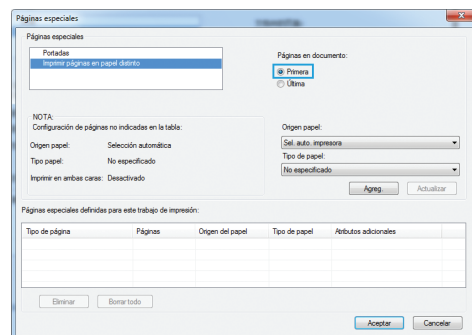 Páginas especiales
Páginas especiales
Portadas
Imprimir páginas en papel distinto
Páginas en documento:
Primera
Última
NOTA:
Configuración de páginas no indicadas en la tabla:
Origen papel: Selección automática
Tipo papel: No especificado
Imprimir en ambas caras: Desactivado
Origen papel:
Sel. auto. impresora
Tipo de papel:
No especificado
Agreg. Actualizar
Páginas especiales definidas para este trabajo de impresión:
Tipo de página Páginas Origen del papel Tipo de papel Atributos adicionales
Eliminar Borrar todo
Aceptar Cancelar